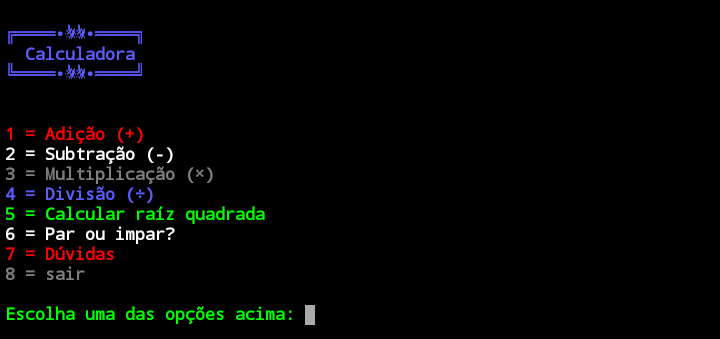 Calculadora
1 = Adição (+)
2 = Subtração (-)
3 = Multiplicação (×)
4 = Divisão (÷)
5 = Calcular raíz quadrada
6 = Par ou impar?
7 = Dúvidas
8 = sair
Escolha uma das opções acima: